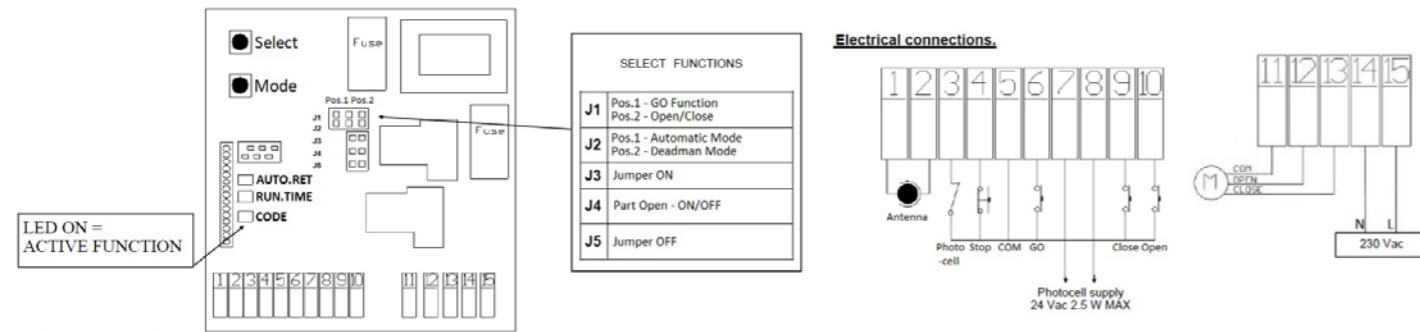 Select
Fuse
Mode
Pos.1 Pos.2
J1
J2
J3
J4
J5
Fuse
AUTO.RET
RUN.TIME
CODE
LED ON =
ACTIVE FUNCTION
1 2 3 4 5 6 7 8 9 10 11 12 13 14 15
SELECT FUNCTIONS
J1 Pos.1 - GO Function
Pos.2 - Open/Close
J2 Pos.1 - Automatic Mode
Pos.2 - Deadman Mode
J3 Jumper ON
J4 Part Open - ON/OFF
J5 Jumper OFF
Electrical connections.
1 2 3 4 5 6 7 8 9 10
Antenna
Photo Stop COM GO Close Open
-cell
Photocell supply
24 Vac 2.5 W MAX
11 12 13 14 15
COM
OPEN
CLOSE
M
N L
230 Vac